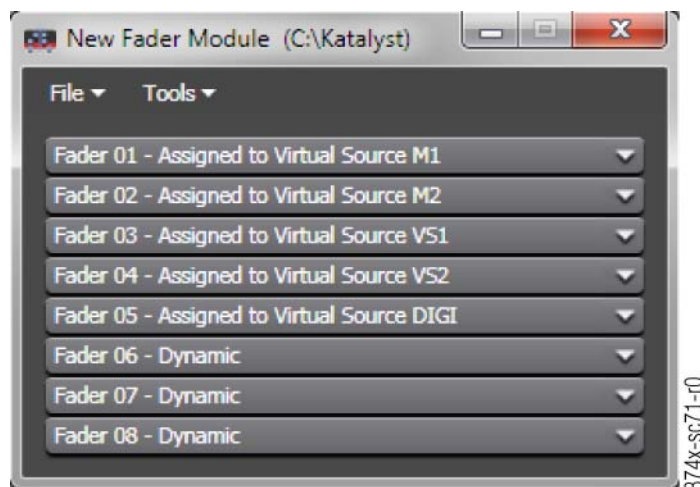 New Fader Module (C:\Katalyst)
File Tools
Fader 01 - Assigned to Virtual Source M1
Fader 02 - Assigned to Virtual Source M2
Fader 03 - Assigned to Virtual Source VS1
Fader 04 - Assigned to Virtual Source VS2
Fader 05 - Assigned to Virtual Source DIGI
Fader 06 - Dynamic
Fader 07 - Dynamic
Fader 08 - Dynamic
874x-sc71-r0